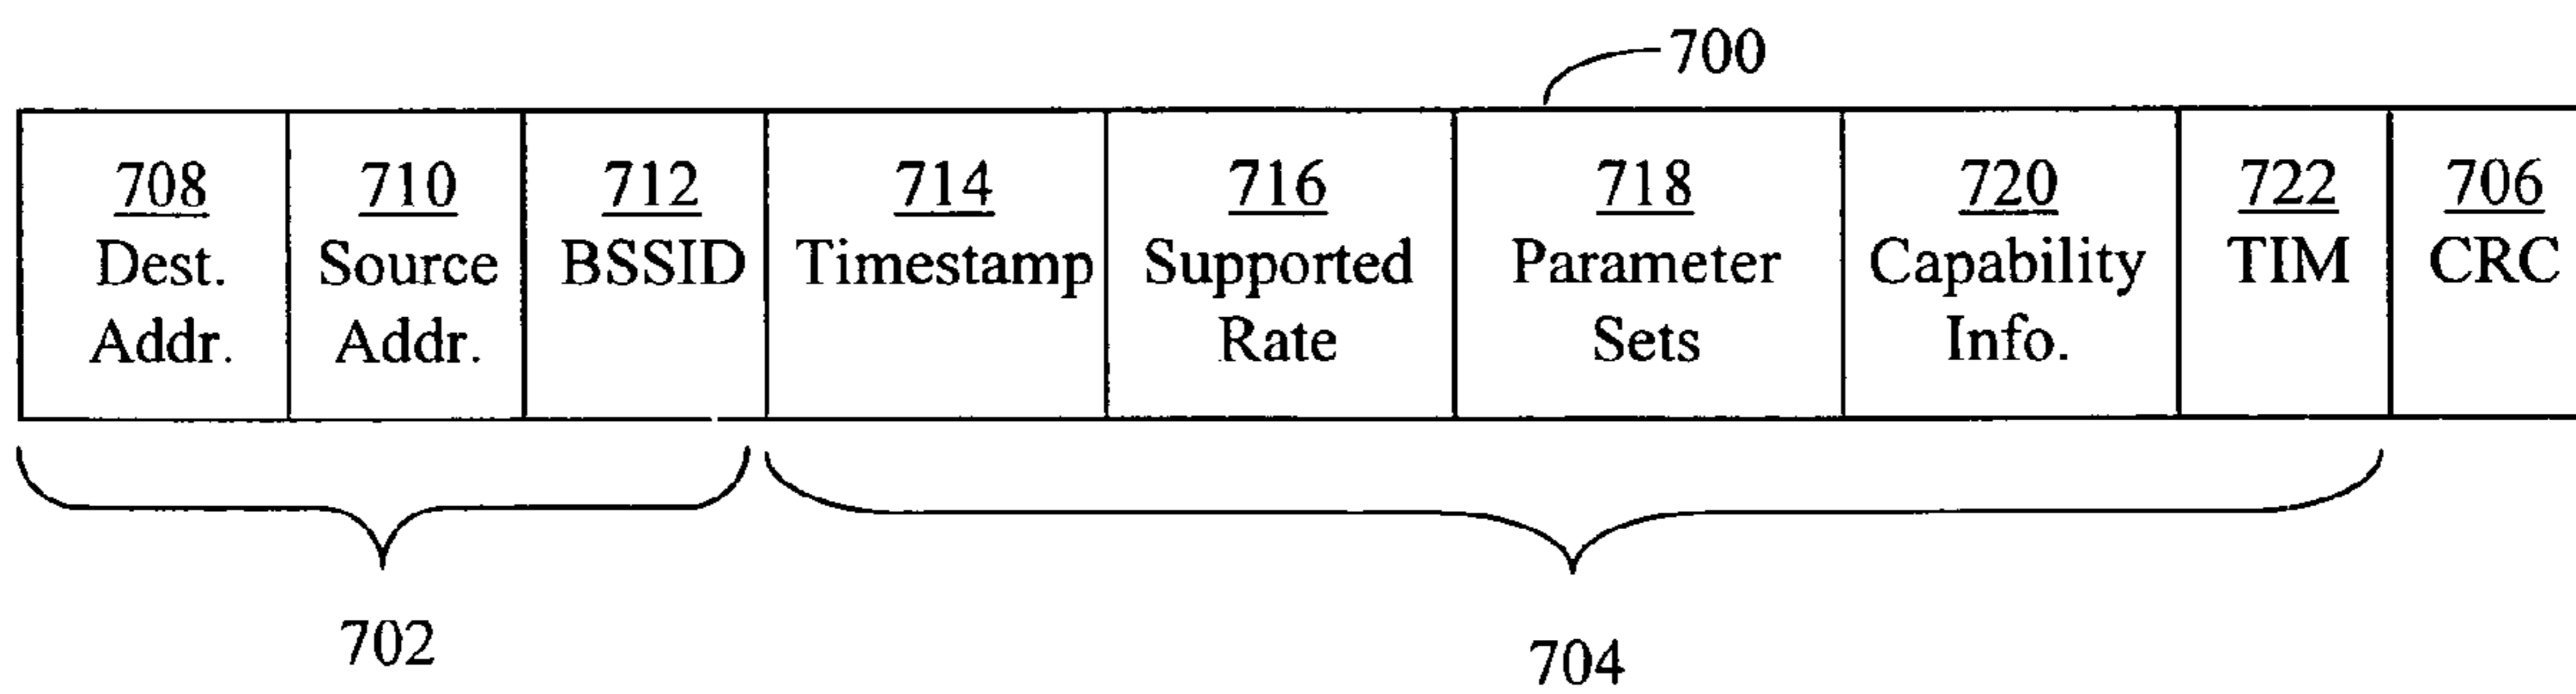 700
708 710 712 714 716 718 720 722 706
Dest. Source BSSID Timestamp Supported Parameter Capability TIM CRC
Addr. Addr. Rate Sets Info.
702
704